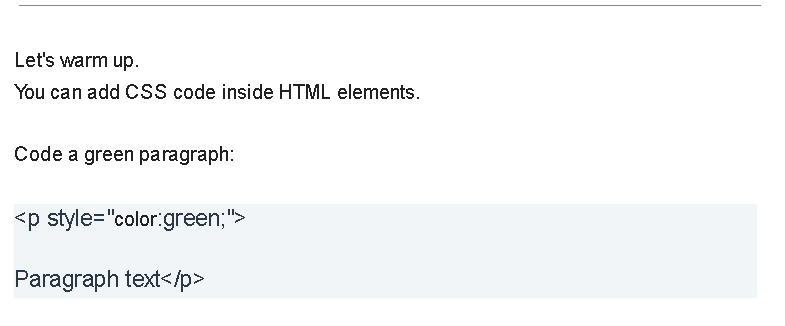 Let's warm up.
You can add CSS code inside HTML elements.
Code a green paragraph:
<p style="color:green;">
Paragraph text</p>